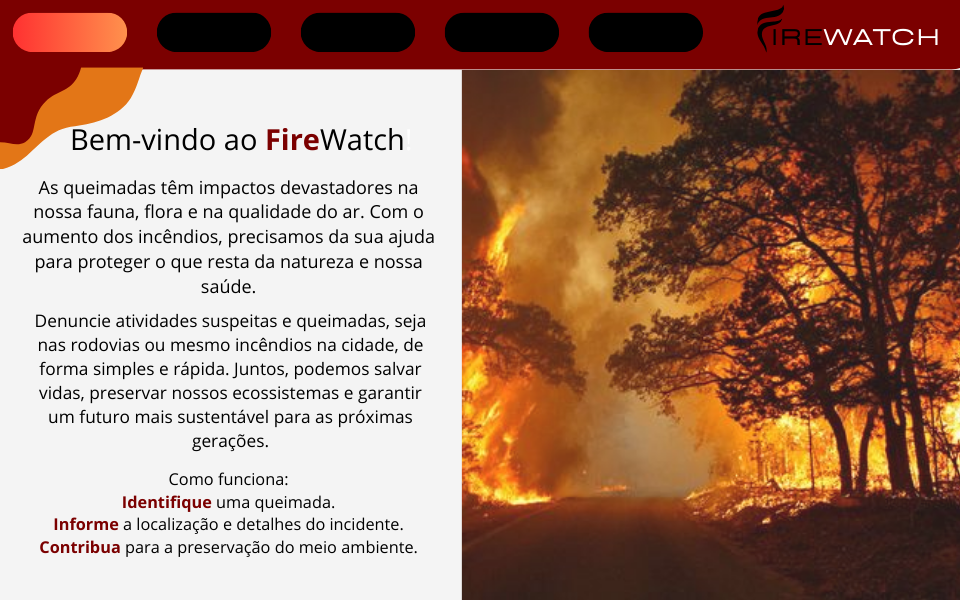 FIREWATCH
Bem-vindo ao FireWatch!
As queimadas têm impactos devastadores na
nossa fauna, flora e na qualidade do ar. Com o
aumento dos incêndios, precisamos da sua ajuda
para proteger o que resta da natureza e nossa
saúde.
Denuncie atividades suspeitas e queimadas, seja
nas rodovias ou mesmo incêndios na cidade, de
forma simples e rápida. Juntos, podemos salvar
vidas, preservar nossos ecossistemas e garantir
um futuro mais sustentável para as próximas
gerações.
Como funciona:
Identifique uma queimada.
Informe a localização e detalhes do incidente.
Contribua para a preservação do meio ambiente.